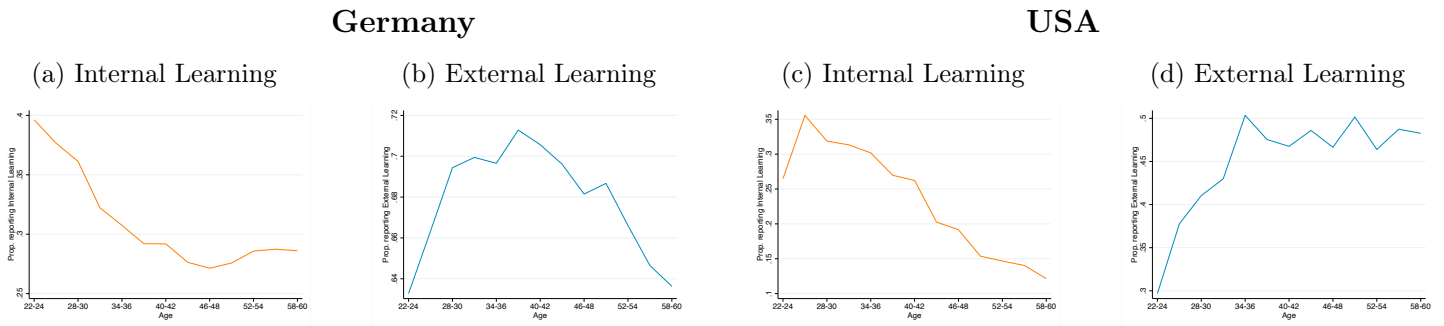 Germany
USA
(a) Internal Learning
(b) External Learning
(c) Internal Learning
(d) External Learning
Prop. reporting Internal Learning
.4
.35
.3
.25
22-24 28-30 34-36 40-42 46-48 52-54 58-60
Age
Prop. reporting External Learning
.72
.7
.68
.66
.64
22-24 28-30 34-36 40-42 46-48 52-54 58-60
Age
Prop. reporting Internal Learning
.35
.3
.25
.2
.15
.1
22-24 28-30 34-36 40-42 46-48 52-54 58-60
Age
Prop. reporting External Learning
.5
.45
.4
.35
.3
22-24 28-30 34-36 40-42 46-48 52-54 58-60
Age